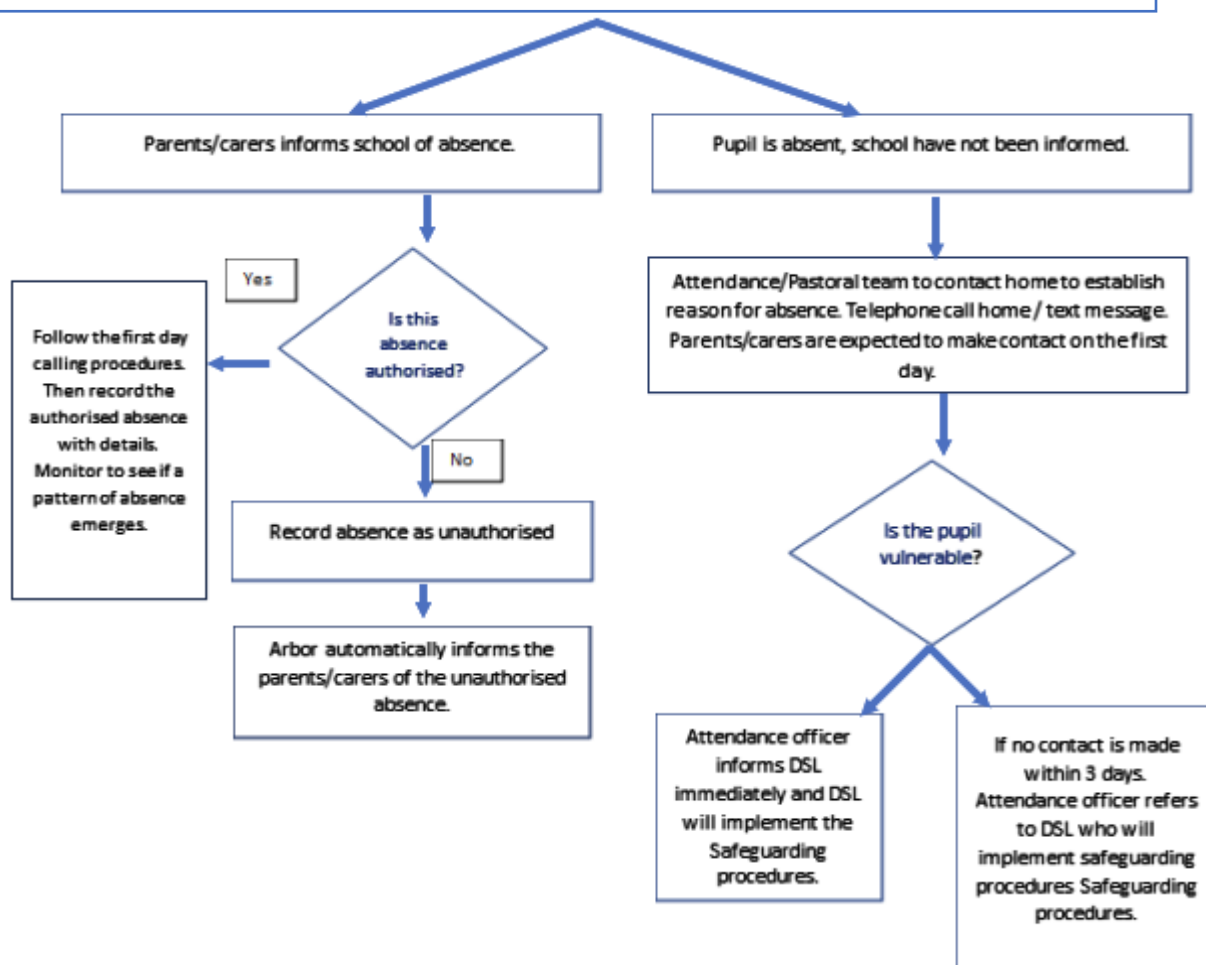 Parents/carers informs school of absence.
Pupil is absent, school have not been informed.
Yes
Is this
absence
authorised?
Follow the first day
calling procedures.
Then record the
authorised absence
with details.
Monitor to see if a
pattern of absence
emerges.
No
Record absence as unauthorised
Arbor automatically informs the
parents/carers of the unauthorised
absence.
Attendance/Pastoral team to contact home to establish
reason for absence. Telephone call home / text message.
Parents/carers are expected to make contact on the first
day.
Is the pupil
vulnerable?
Attendance officer
informs DSL
immediately and DSL
will implement the
Safeguarding
procedures.
If no contact is made
within 3 days.
Attendance officer refers
to DSL who will
implement safeguarding
procedures Safeguarding
procedures.